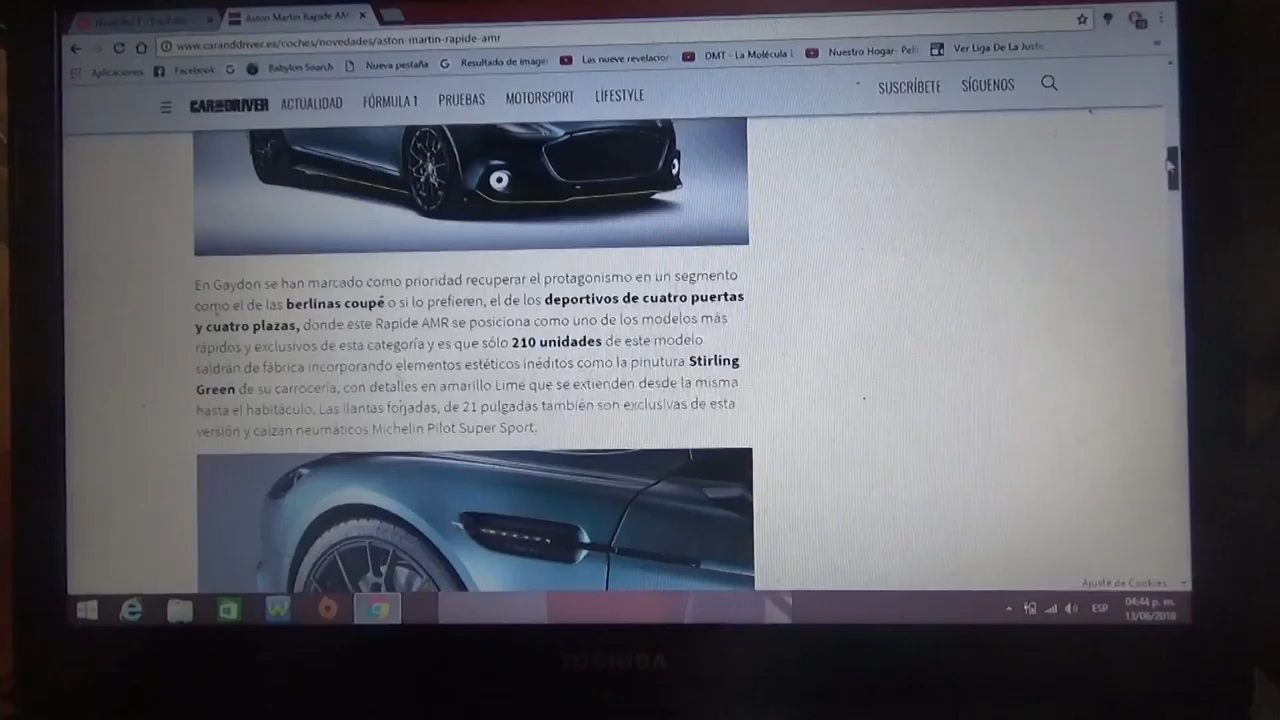 Aston Martin Rapide AMR
www.caranddriver.es/coches/novedades/aston-martin-rapide-amr
Aplicaciones Facebook Babylon Search Nueva pestaña Resultado de image Las nueve revelacion DMT - La Molécula Nuestro Hogar- Peli Ver Liga De La Justic
CAR AND DRIVER ACTUALIDAD FÓRMULA 1 PRUEBAS MOTORSPORT LIFESTYLE SUSCRÍBETE SÍGUENOS
En Gaydon se han marcado como prioridad recuperar el protagonismo en un segmento
como el de las berlinas coupé o si lo prefieren, el de los deportivos de cuatro puertas
y cuatro plazas, donde este Rapide AMR se posiciona como uno de los modelos más
rápidos y exclusivos de esta categoría y es que sólo 210 unidades de este modelo
saldrán de fábrica incorporando elementos estéticos inéditos como la pinutura Stirling
Green de su carrocería, con detalles en amarillo Lime que se extienden desde la misma
hasta el habitáculo. Las llantas forjadas, de 21 pulgadas también son exclusivas de esta
versión y calzan neumáticos Michelin Pilot Super Sport.
Ajuste de Cookies
ESP
04:44 p. m.
13/06/2018
TOSHIBA